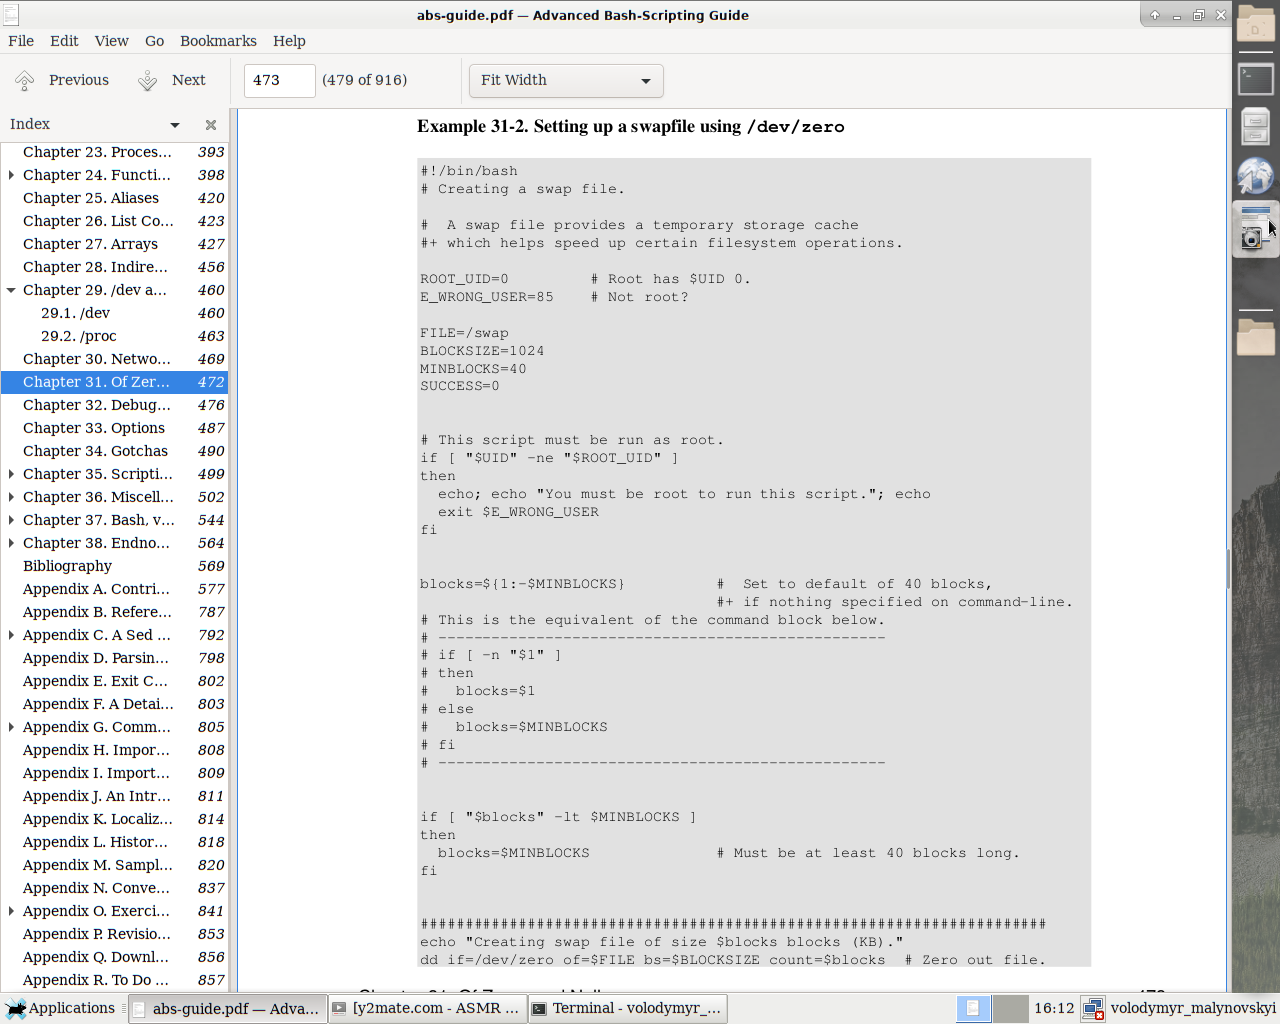 abs-guide.pdf — Advanced Bash-Scripting Guide
File Edit View Go Bookmarks Help
Previous Next 473 (479 of 916) Fit Width
Index
Chapter 23. Proces... 393
Chapter 24. Functi... 398
Chapter 25. Aliases 420
Chapter 26. List Co... 423
Chapter 27. Arrays 427
Chapter 28. Indire... 456
Chapter 29. /dev a... 460
29.1. /dev 460
29.2. /proc 463
Chapter 30. Netwo... 469
Chapter 31. Of Zer... 472
Chapter 32. Debug... 476
Chapter 33. Options 487
Chapter 34. Gotchas 490
Chapter 35. Scripti... 499
Chapter 36. Miscell... 502
Chapter 37. Bash, v... 544
Chapter 38. Endno... 564
Bibliography 569
Appendix A. Contri... 577
Appendix B. Refere... 787
Appendix C. A Sed ... 792
Appendix D. Parsin... 798
Appendix E. Exit C... 802
Appendix F. A Detai... 803
Appendix G. Comm... 805
Appendix H. Impor... 808
Appendix I. Import... 809
Appendix J. An Intr... 811
Appendix K. Localiz... 814
Appendix L. Histor... 818
Appendix M. Sampl... 820
Appendix N. Conve... 837
Appendix O. Exerci... 841
Appendix P. Revisio... 853
Appendix Q. Downl... 856
Appendix R. To Do ... 857
Example 31-2. Setting up a swapfile using /dev/zero
#!/bin/bash
# Creating a swap file.
#  A swap file provides a temporary storage cache
#+ which helps speed up certain filesystem operations.
ROOT_UID=0         # Root has $UID 0.
E_WRONG_USER=85    # Not root?
FILE=/swap
BLOCKSIZE=1024
MINBLOCKS=40
SUCCESS=0
# This script must be run as root.
if [ "$UID" -ne "$ROOT_UID" ]
then
  echo; echo "You must be root to run this script."; echo
  exit $E_WRONG_USER
fi
blocks=${1:-$MINBLOCKS}          #  Set to default of 40 blocks,
                                 #+ if nothing specified on command-line.
# This is the equivalent of the command block below.
# --------------------------------------------------
# if [ -n "$1" ]
# then
#   blocks=$1
# else
#   blocks=$MINBLOCKS
# fi
# --------------------------------------------------
if [ "$blocks" -lt $MINBLOCKS ]
then
  blocks=$MINBLOCKS              # Must be at least 40 blocks long.
fi
######################################################################
echo "Creating swap file of size $blocks blocks (KB)."
dd if=/dev/zero of=$FILE bs=$BLOCKSIZE count=$blocks  # Zero out file.
Applications abs-guide.pdf — Adva... [y2mate.com - ASMR ... Terminal - volodymyr_... 16:12 volodymyr_malynovskyi